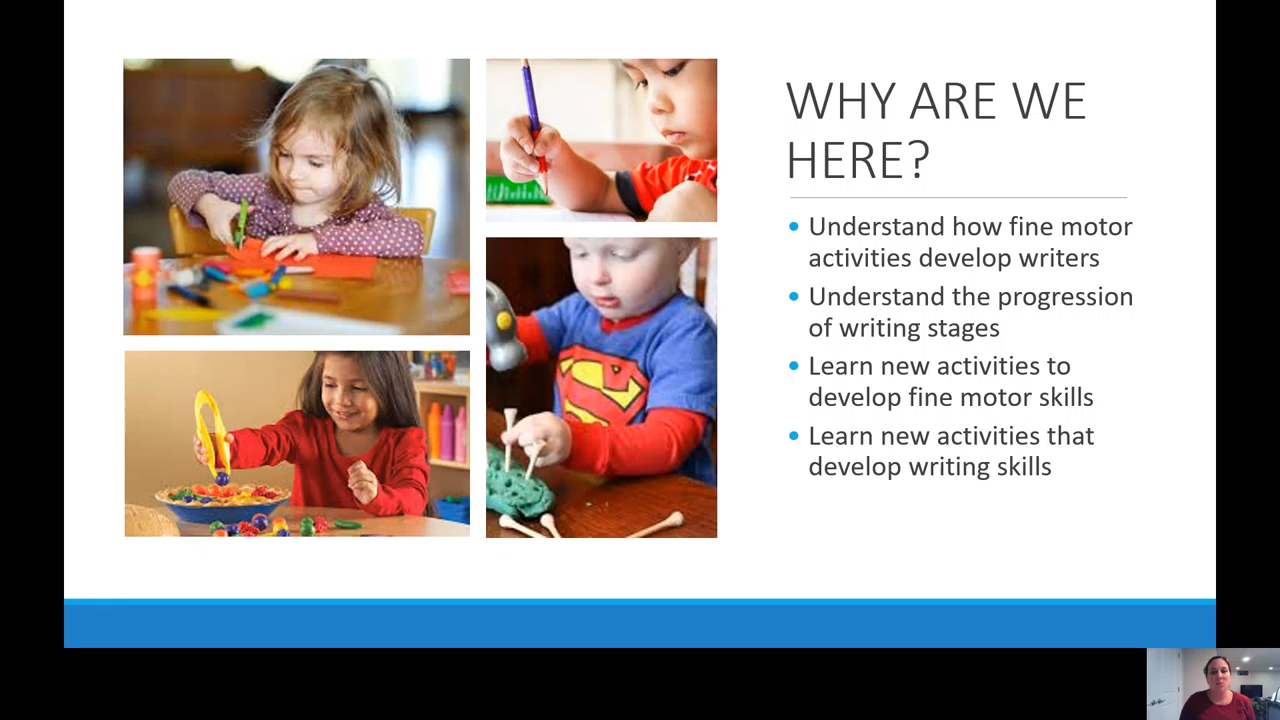 WHY ARE WE
HERE?
• Understand how fine motor
activities develop writers
• Understand the progression
of writing stages
• Learn new activities to
develop fine motor skills
• Learn new activities that
develop writing skills